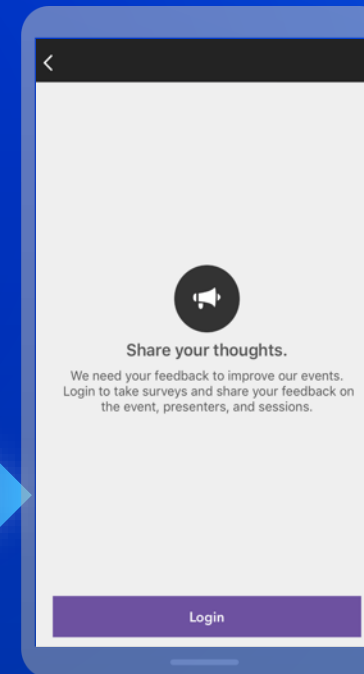 Share your thoughts.
We need your feedback to improve our events.
Login to take surveys and share your feedback on
the event, presenters, and sessions.
Login